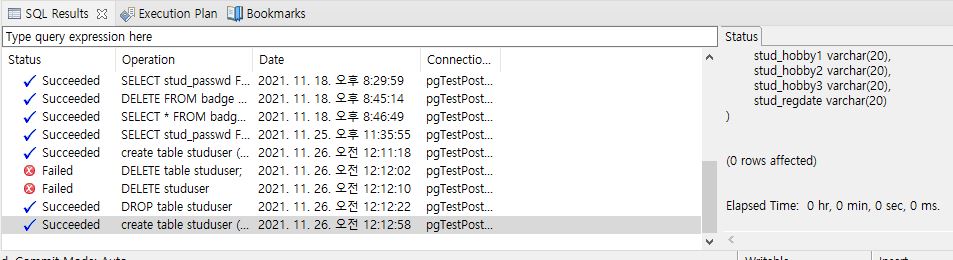 SQL Results Execution Plan Bookmarks
Type query expression here
Status Operation Date Connectio...
Succeeded SELECT stud_passwd F... 2021. 11. 18. 오후 8:29:59 pgTestPost...
Succeeded DELETE FROM badge ... 2021. 11. 18. 오후 8:45:14 pgTestPost...
Succeeded SELECT * FROM badg... 2021. 11. 18. 오후 8:46:49 pgTestPost...
Succeeded SELECT stud_passwd F... 2021. 11. 25. 오후 11:35:55 pgTestPost...
Succeeded create table studuser (... 2021. 11. 26. 오전 12:11:18 pgTestPost...
Failed DELETE table studuser; 2021. 11. 26. 오전 12:12:02 pgTestPost...
Failed DELETE studuser 2021. 11. 26. 오전 12:12:10 pgTestPost...
Succeeded DROP table studuser 2021. 11. 26. 오전 12:12:22 pgTestPost...
Succeeded create table studuser (... 2021. 11. 26. 오전 12:12:58 pgTestPost...
Status
stud_hobby1 varchar(20),
stud_hobby2 varchar(20),
stud_hobby3 varchar(20),
stud_regdate varchar(20)
)
(0 rows affected)
Elapsed Time: 0 hr, 0 min, 0 sec, 0 ms.
d, Commit Mode: Auto Writable Insert